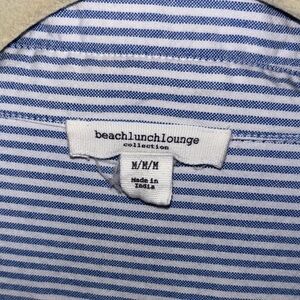 beachlunchlounge
collection
M/M/M
Made in
India